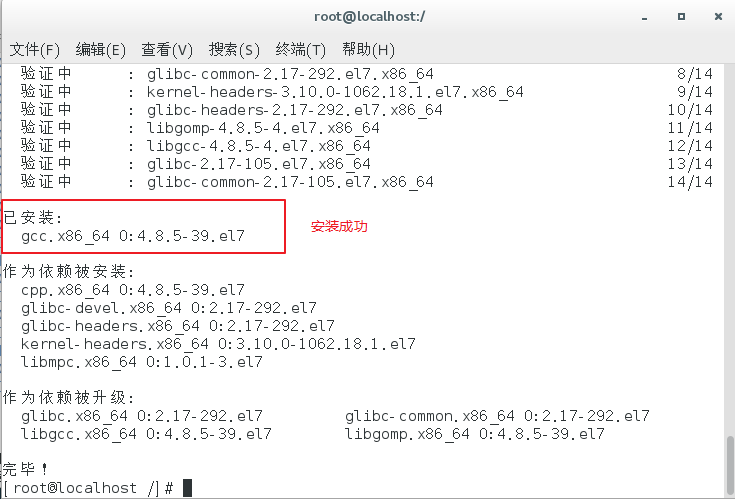 root@localhost:/
文件(F) 编辑(E) 查看(V) 搜索(S) 终端(T) 帮助(H)
验证中 : glibc-common-2.17-292.el7.x86_64 8/14
验证中 : kernel-headers-3.10.0-1062.18.1.el7.x86_64 9/14
验证中 : glibc-headers-2.17-292.el7.x86_64 10/14
验证中 : libgomp-4.8.5-4.el7.x86_64 11/14
验证中 : libgcc-4.8.5-4.el7.x86_64 12/14
验证中 : glibc-2.17-105.el7.x86_64 13/14
验证中 : glibc-common-2.17-105.el7.x86_64 14/14
已安装:
gcc.x86_64 0:4.8.5-39.el7
安装成功
作为依赖被安装:
cpp.x86_64 0:4.8.5-39.el7
glibc-devel.x86_64 0:2.17-292.el7
glibc-headers.x86_64 0:2.17-292.el7
kernel-headers.x86_64 0:3.10.0-1062.18.1.el7
libmpc.x86_64 0:1.0.1-3.el7
作为依赖被升级:
glibc.x86_64 0:2.17-292.el7 glibc-common.x86_64 0:2.17-292.el7
libgcc.x86_64 0:4.8.5-39.el7 libgomp.x86_64 0:4.8.5-39.el7
完毕！
[root@localhost /]#